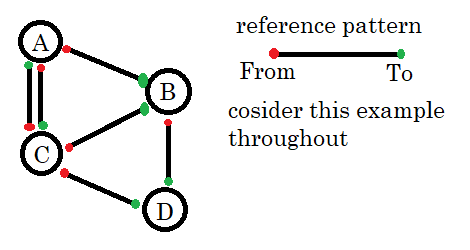 A
B
C
D
reference pattern
From To
cosider this example
throughout